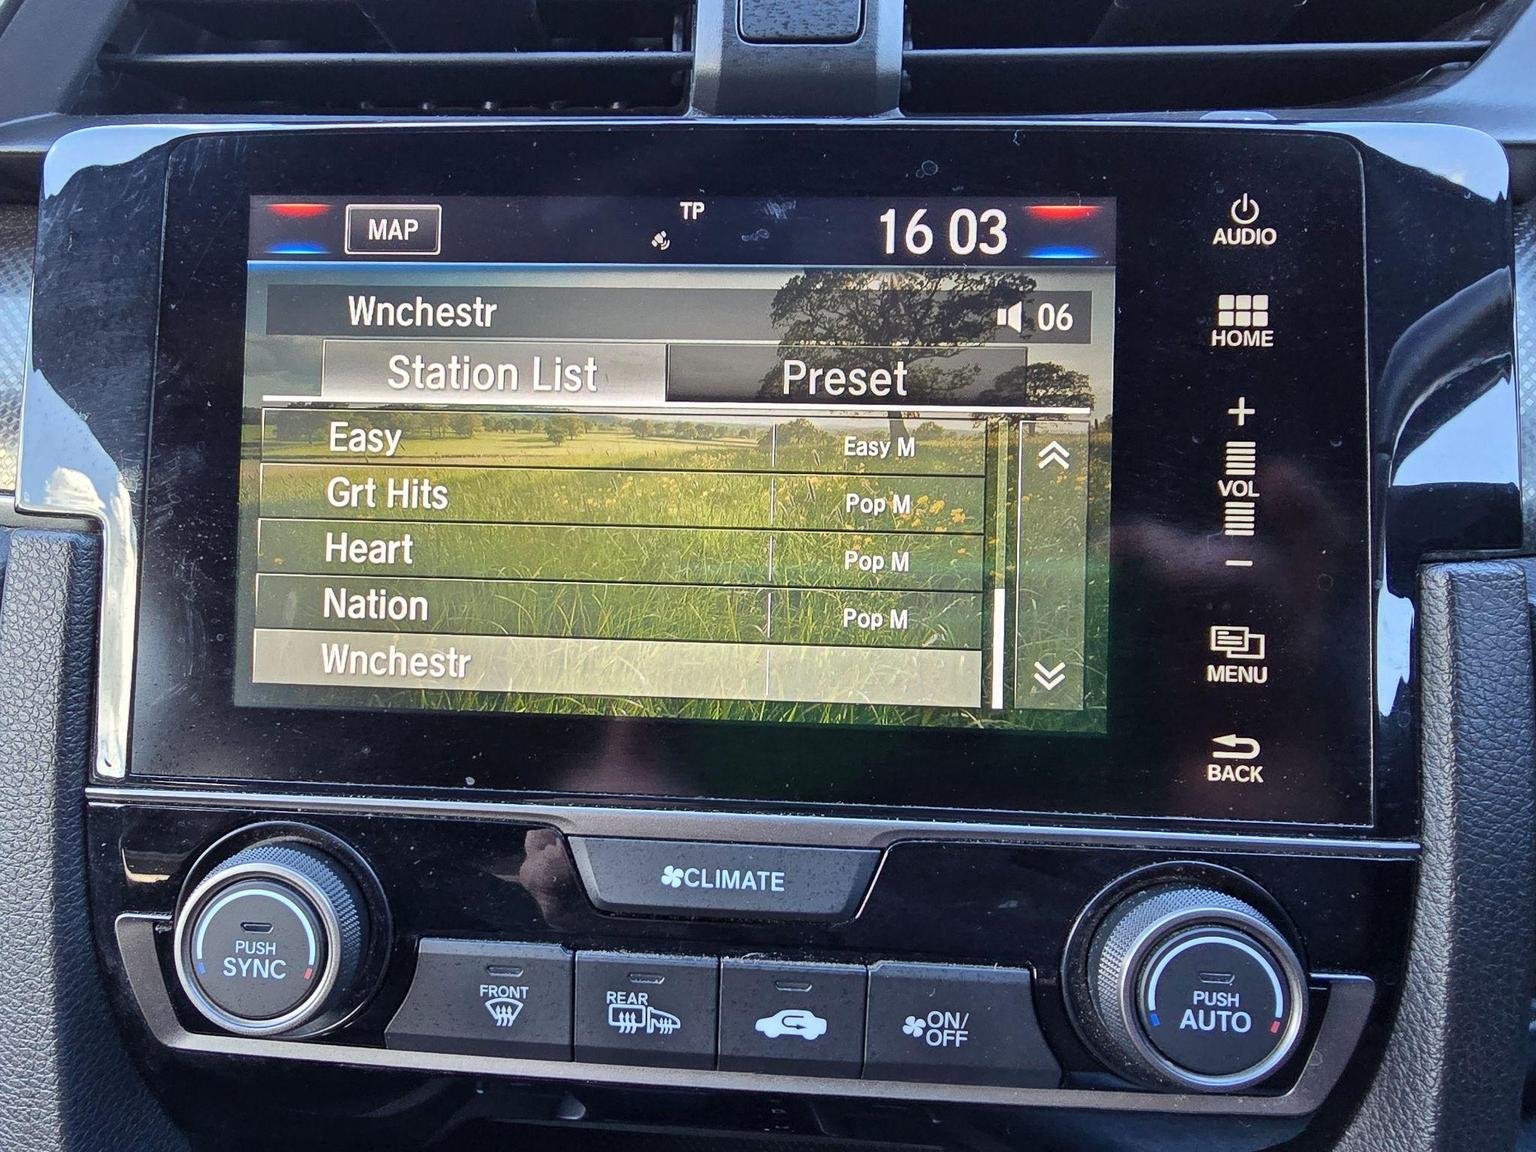 MAP
TP
16 03
Wnchestr
06
Station List
Preset
Easy
Easy M
Grt Hits
Pop M
Heart
Pop M
Nation
Pop M
Wnchestr
AUDIO
HOME
+
VOL
−
MENU
BACK
CLIMATE
PUSH
SYNC
FRONT
REAR
ON/
OFF
PUSH
AUTO